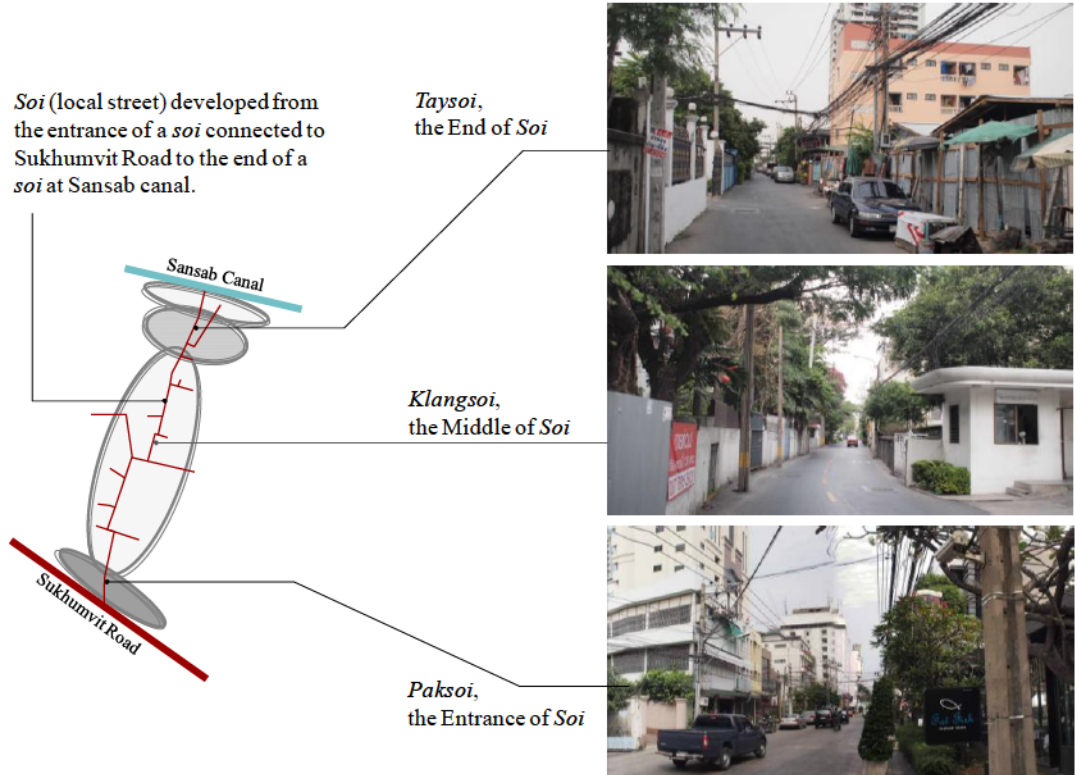 Soi (local street) developed from
the entrance of a soi connected to
Sukhumvit Road to the end of a
soi at Sansab canal.
Taysoi,
the End of Soi
Sansab Canal
Klangsoi,
the Middle of Soi
Sukhumvit Road
Paksoi,
the Entrance of Soi